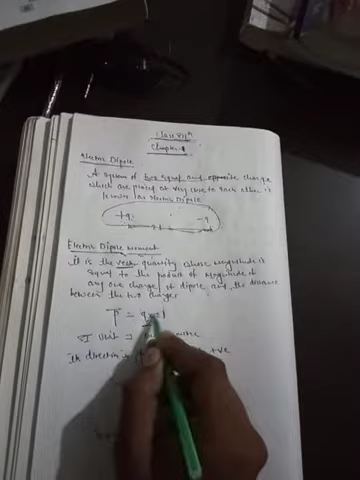 Class XIIth
Chapter 1
Electric Dipole
A system of two equal and opposite charge
which are placed at very close to each other is
known as electric Dipole
+q -q
2l
Electric Dipole moment
It is the vector quantity whose magnitude is
equal to the product of Magnitude of
any one charge of dipole and the distance
between the two charges
P = q
SI Unit =
Its direction +ve